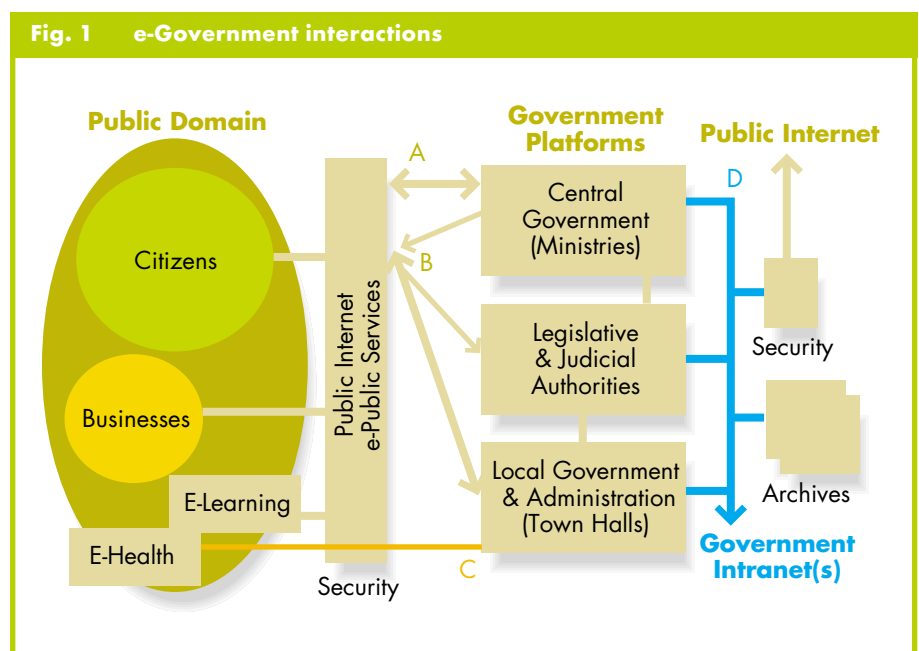 Fig. 1 e-Government interactions
Public Domain
Government
Platforms
Public Internet
A
D
Citizens
Central
Government
(Ministries)
B
Public Internet
e-Public Services
Legislative
& Judicial
Authorities
Security
Businesses
Local Government
& Administration
(Town Halls)
Archives
E-Learning
E-Health
C
Security
Government
Intranet(s)